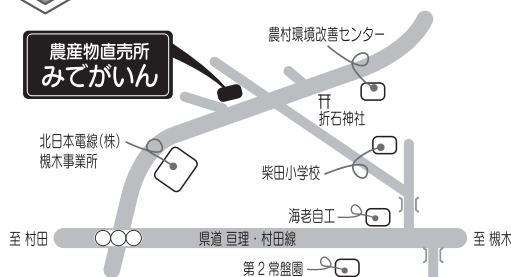 農産物直売所
みでがいん
農村環境改善センター
折石神社
北日本電線(株)
槻木事業所
柴田小学校
海老自工
至 村田
県道 亘理・村田線
至 槻木
第2常盤園